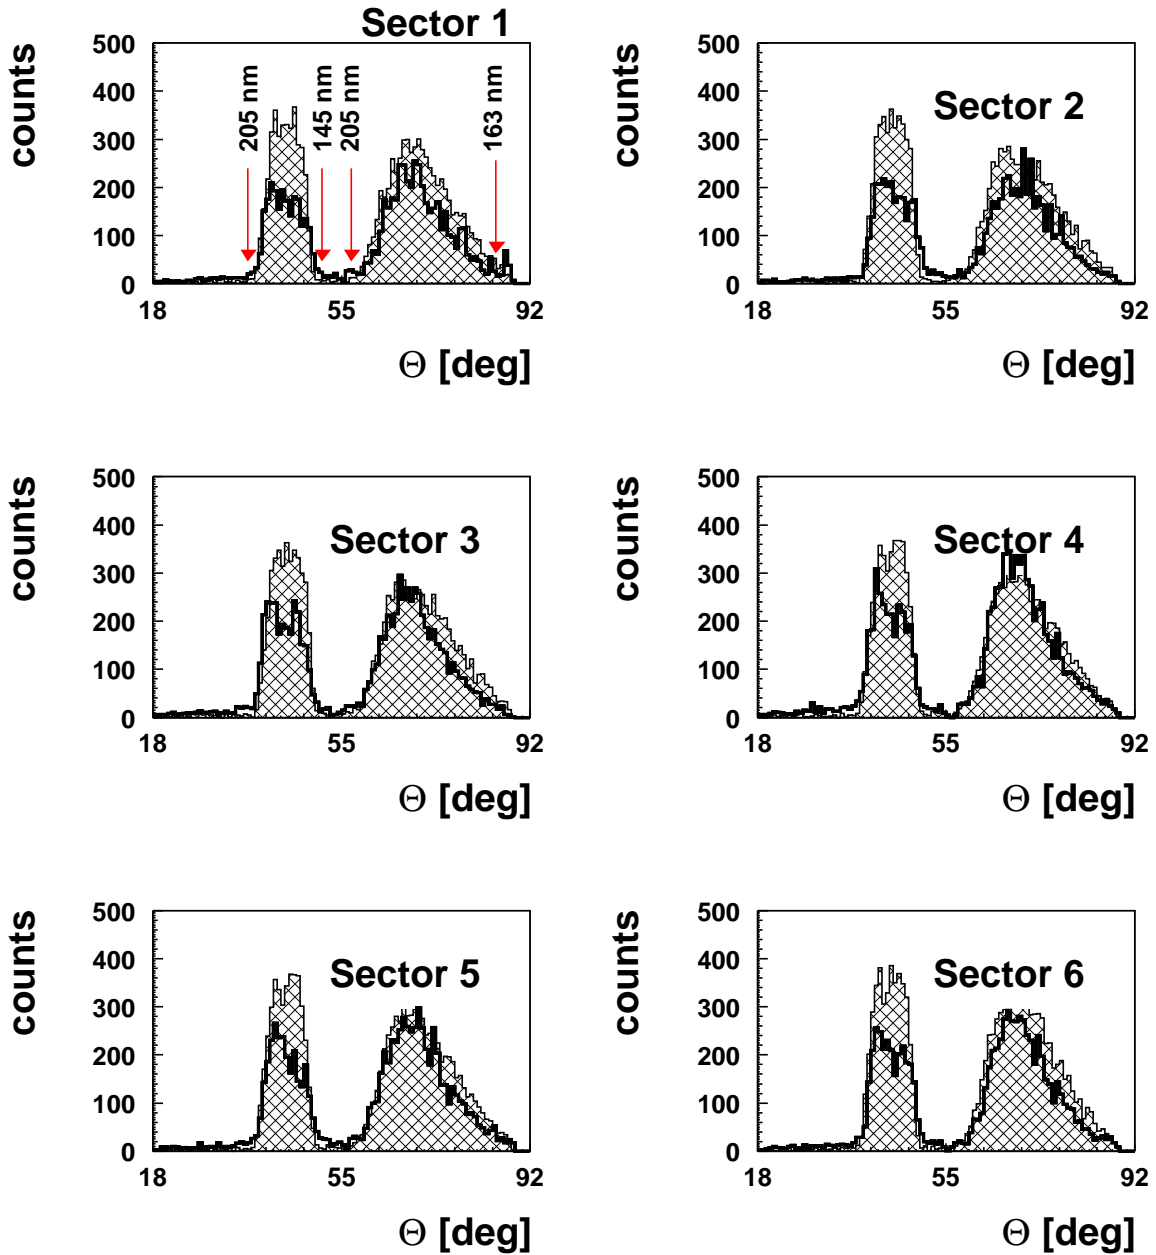 Sector 1
counts
500
400
300
200
100
0
205 nm
145 nm
205 nm
163 nm
18 55 92
Θ [deg]
Sector 2
counts
500
400
300
200
100
0
18 55 92
Θ [deg]
Sector 3
counts
500
400
300
200
100
0
18 55 92
Θ [deg]
Sector 4
counts
500
400
300
200
100
0
18 55 92
Θ [deg]
Sector 5
counts
500
400
300
200
100
0
18 55 92
Θ [deg]
Sector 6
counts
500
400
300
200
100
0
18 55 92
Θ [deg]